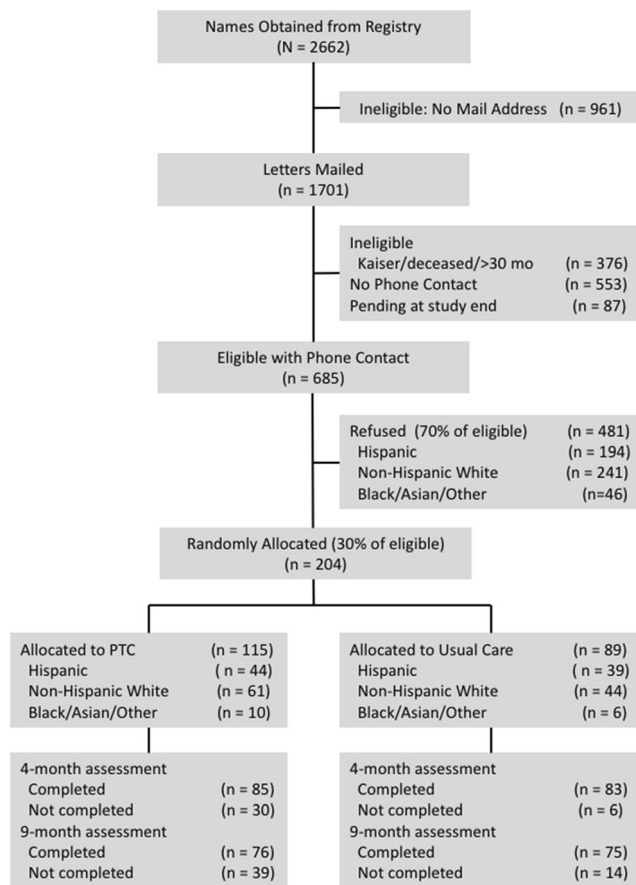 Names Obtained from Registry
(N = 2662)
Ineligible: No Mail Address (n = 961)
Letters Mailed
(n = 1701)
Ineligible
Kaiser/deceased/>30 mo (n = 376)
No Phone Contact (n = 553)
Pending at study end (n = 87)
Eligible with Phone Contact
(n = 685)
Refused (70% of eligible) (n = 481)
Hispanic (n = 194)
Non-Hispanic White (n = 241)
Black/Asian/Other (n=46)
Randomly Allocated (30% of eligible)
(n = 204)
Allocated to PTC (n = 115)
Hispanic ( n = 44)
Non-Hispanic White (n = 61)
Black/Asian/Other (n = 10)
Allocated to Usual Care (n = 89)
Hispanic (n = 39)
Non-Hispanic White (n = 44)
Black/Asian/Other (n = 6)
4-month assessment
Completed (n = 85)
Not completed (n = 30)
9-month assessment
Completed (n = 76)
Not completed (n = 39)
4-month assessment
Completed (n = 83)
Not completed (n = 6)
9-month assessment
Completed (n = 75)
Not completed (n = 14)